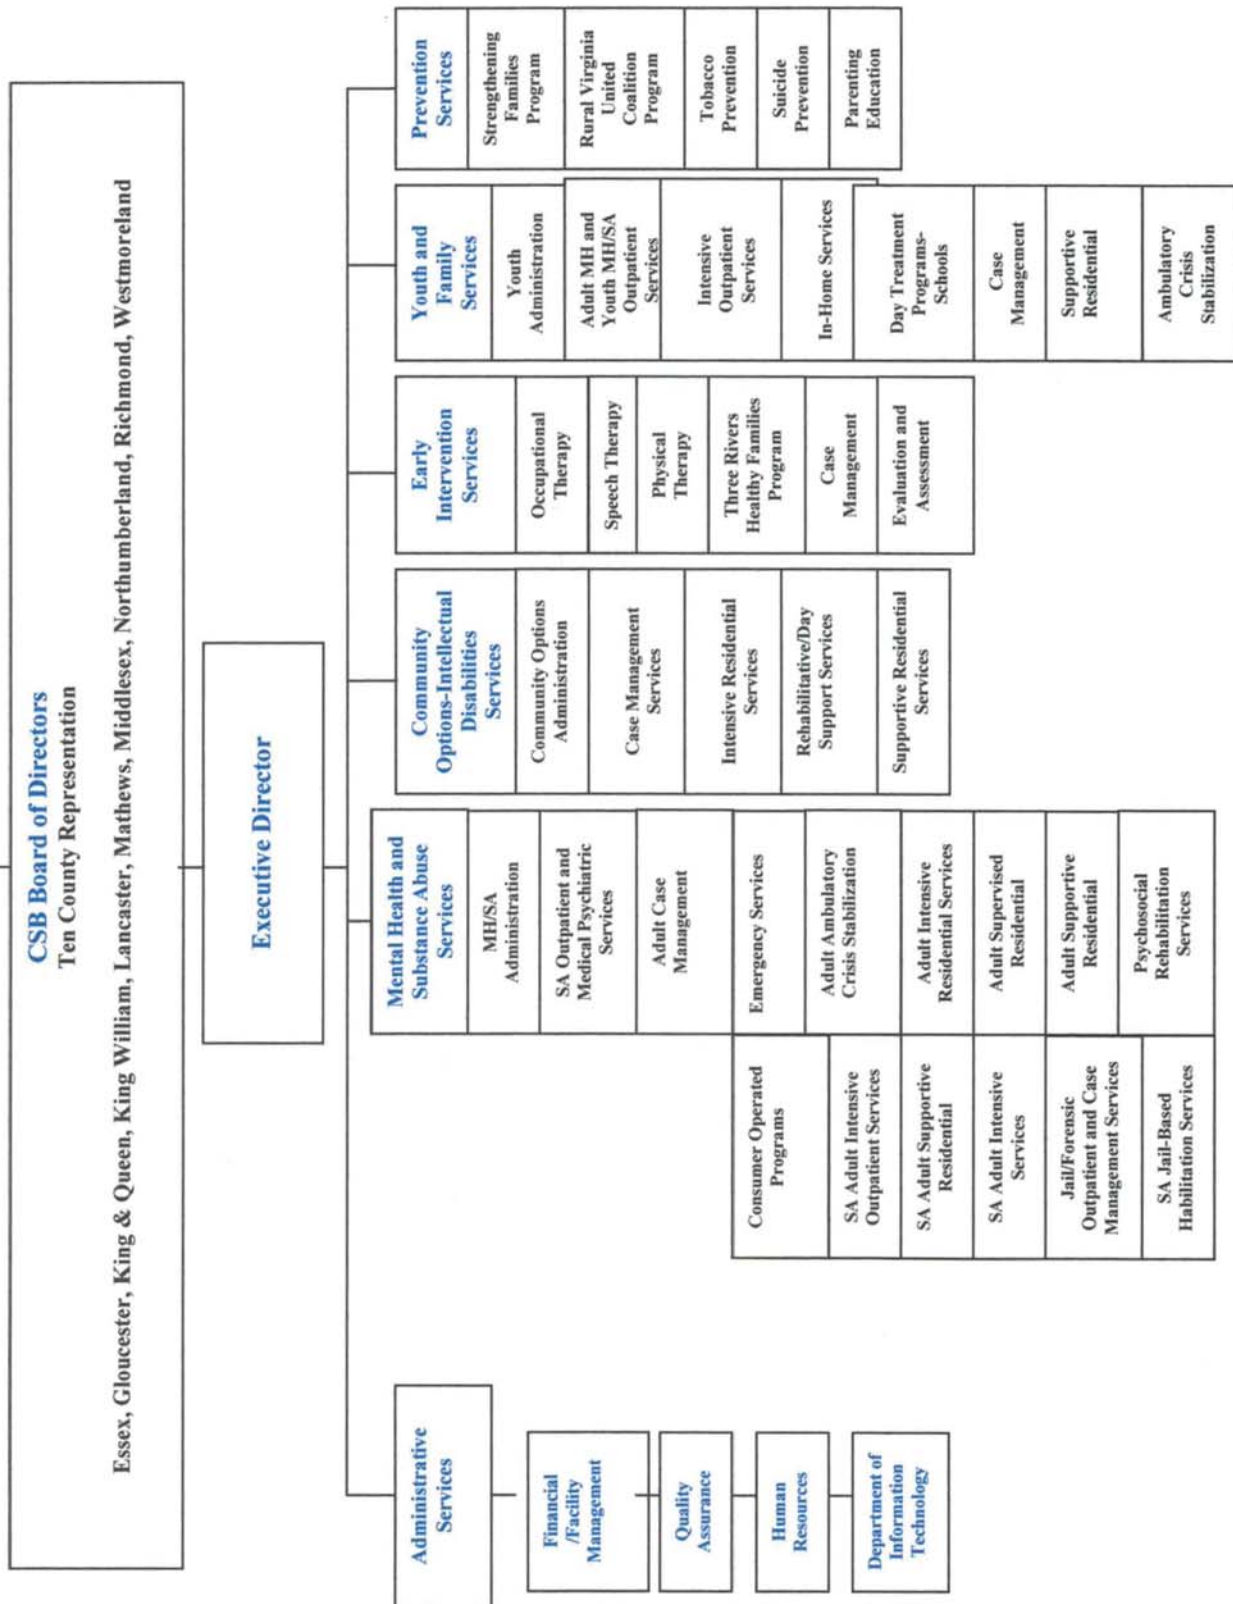 CSB Board of Directors
Ten County Representation
Essex, Gloucester, King & Queen, King William, Lancaster, Mathews, Middlesex, Northumberland, Richmond, Westmoreland
Executive Director
Administrative
Services
Financial
/Facility
Management
Quality
Assurance
Human
Resources
Department of
Information
Technology
Mental Health and
Substance Abuse
Services
MH/SA
Administration
SA Outpatient and
Medical Psychiatric
Services
Adult Case
Management
Emergency Services
Adult Ambulatory
Crisis Stabilization
Adult Intensive
Residential Services
Adult Supervised
Residential
Adult Supportive
Residential
Psychosocial
Rehabilitation
Services
Consumer Operated
Programs
SA Adult Intensive
Outpatient Services
SA Adult Supportive
Residential
SA Adult Intensive
Services
Jail/Forensic
Outpatient and Case
Management Services
SA Jail-Based
Habilitation Services
Community
Options-Intellectual
Disabilities
Services
Community Options
Administration
Case Management
Services
Intensive Residential
Services
Rehabilitative/Day
Support Services
Supportive Residential
Services
Early
Intervention
Services
Occupational
Therapy
Speech Therapy
Physical
Therapy
Three Rivers
Healthy Families
Program
Case
Management
Evaluation and
Assessment
Youth and
Family
Services
Youth
Administration
Adult MH and
Youth MH/SA
Outpatient
Services
Intensive
Outpatient
Services
In-Home Services
Day Treatment
Programs-
Schools
Case
Management
Supportive
Residential
Ambulatory
Crisis
Stabilization
Prevention
Services
Strengthening
Families
Program
Rural Virginia
United
Coalition
Program
Tobacco
Prevention
Suicide
Prevention
Parenting
Education